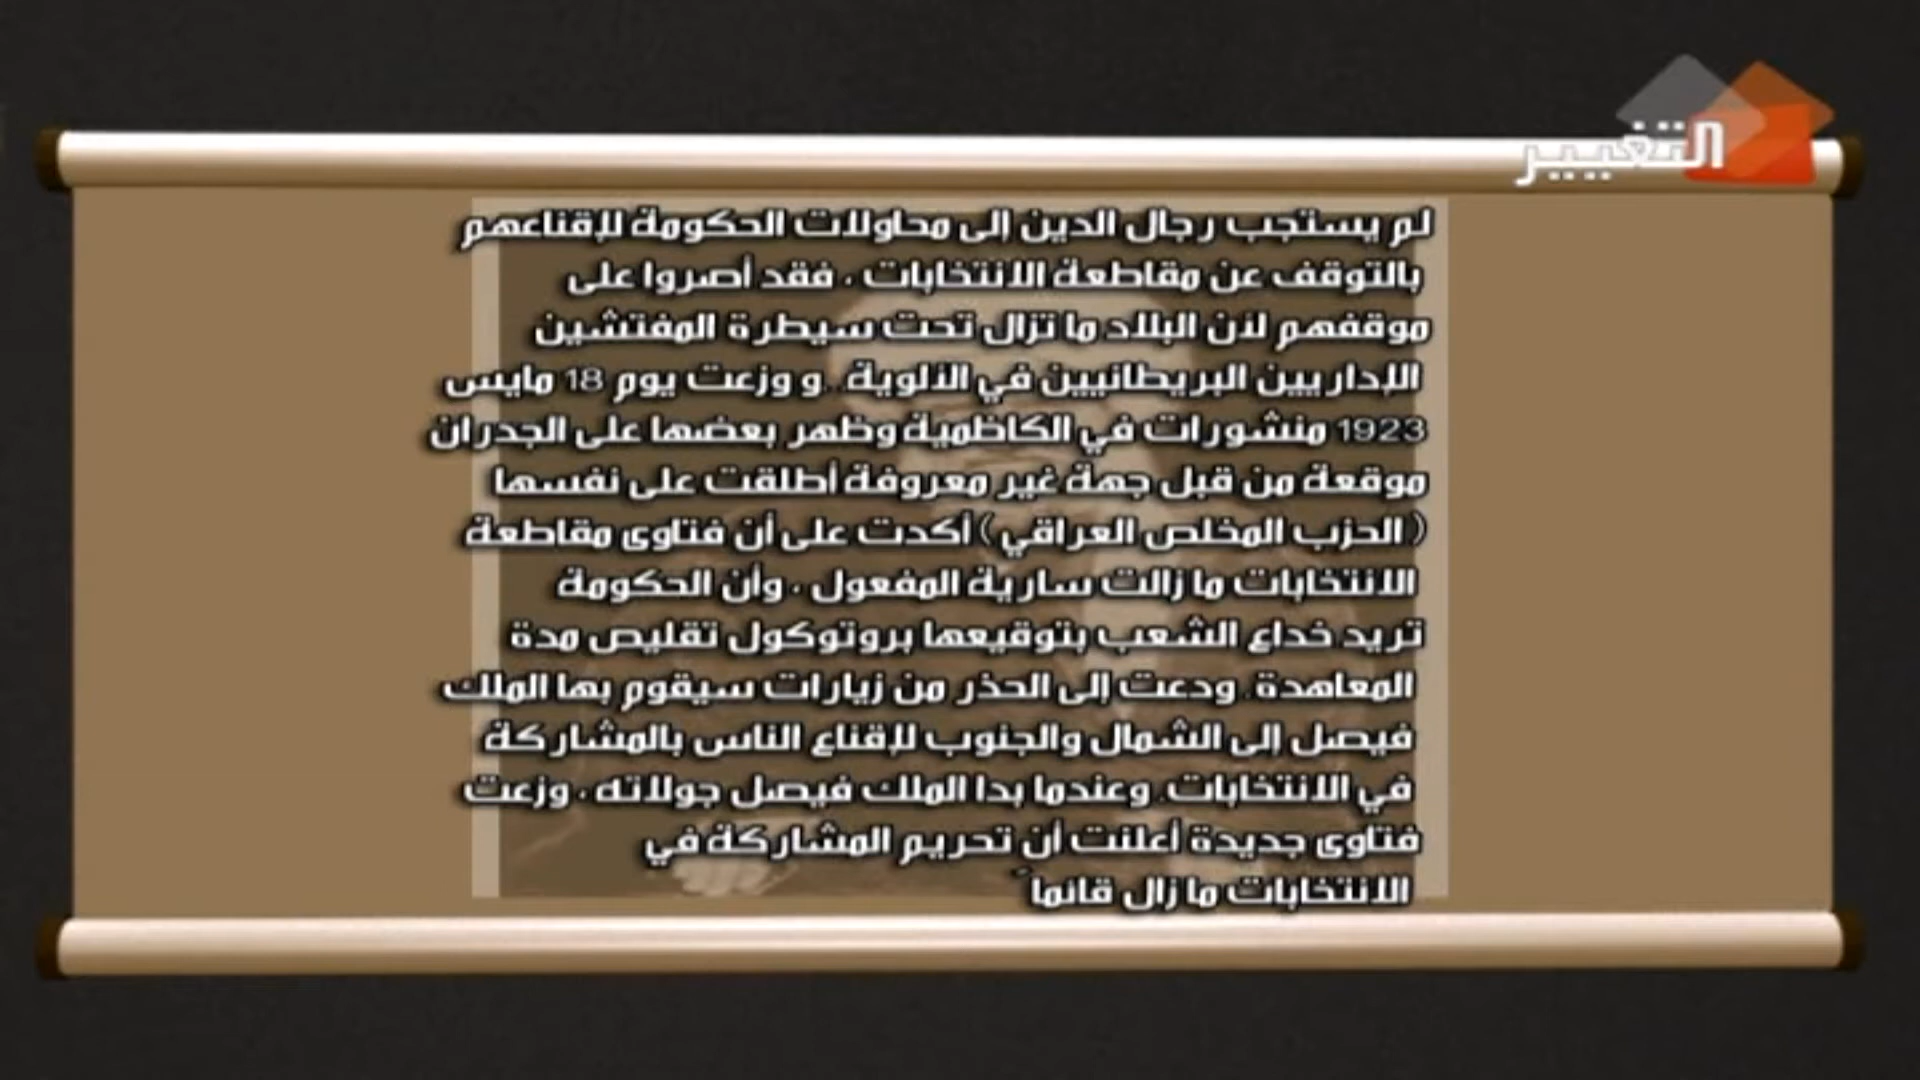 التغيير
لم يستجب رجال الدين إلى محاولات الحكومة لإقناعهم
بالتوقف عن مقاطعة الانتخابات ، فقد أصروا على
موقفهم لأن البلاد ما تزال تحت سيطرة المفتشين
الإداريين البريطانيين في الألوية. و وزعت يوم 18 مايس
1923 منشورات في الكاظمية وظهر بعضها على الجدران
موقعة من قبل جهة غير معروفة أطلقت على نفسها
( الحزب المخلص العراقي ) أكدت على أن فتاوى مقاطعة
الانتخابات ما زالت سارية المفعول ، وأن الحكومة
تريد خداع الشعب بتوقيعها بروتوكول تقليص مدة
المعاهدة. ودعت إلى الحذر من زيارات سيقوم بها الملك
فيصل إلى الشمال والجنوب لإقناع الناس بالمشاركة
في الانتخابات. وعندما بدا الملك فيصل جولاته ، وزعت
فتاوى جديدة أعلنت أن تحريم المشاركة في
الانتخابات ما زال قائماً